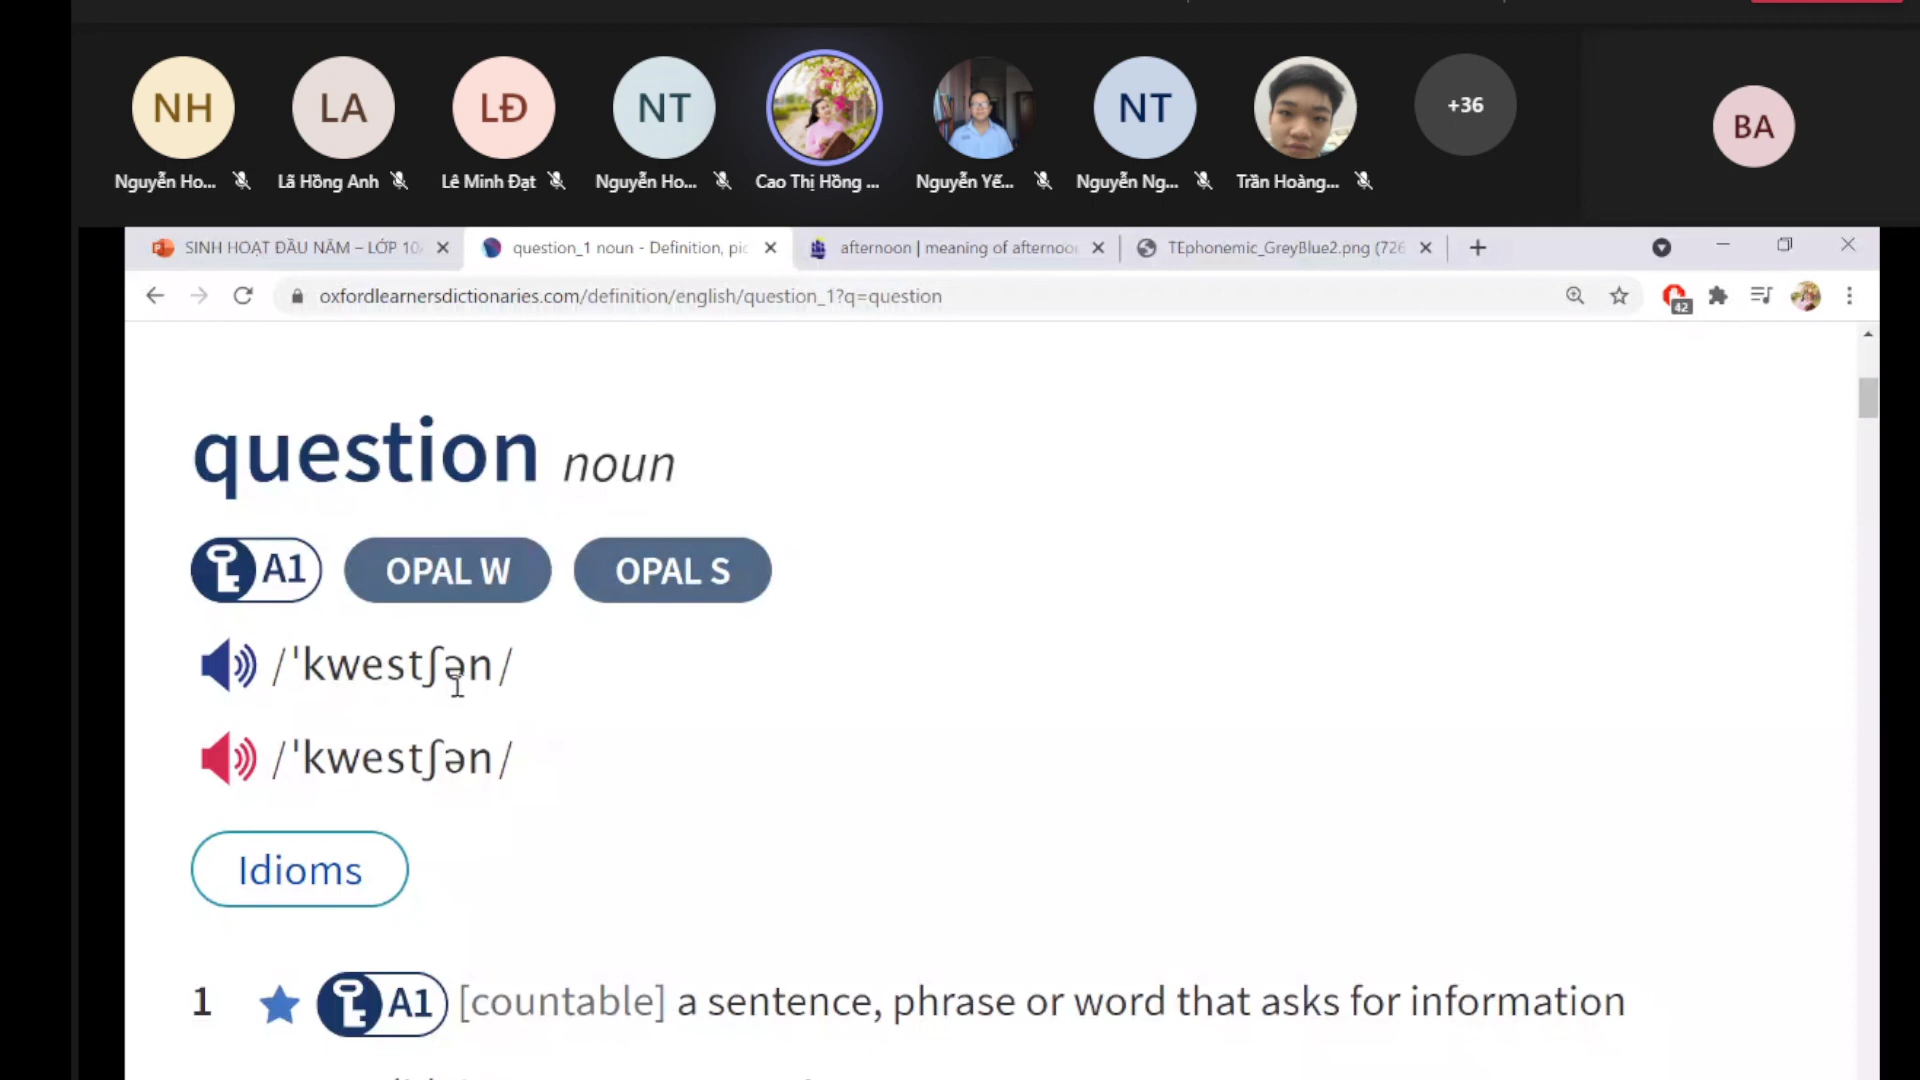 NH LA LĐ NT NT +36 BA
Nguyễn Ho... Lã Hồng Anh Lê Minh Đạt Nguyễn Ho... Cao Thị Hồng ... Nguyễn Yế... Nguyễn Ng... Trần Hoàng...
SINH HOẠT ĐẦU NĂM – LỚP 10 question_1 noun - Definition, pic afternoon | meaning of afternoo TEphonemic_GreyBlue2.png (726
oxfordlearnersdictionaries.com/definition/english/question_1?q=question 42
question noun
A1 OPAL W OPAL S
/ˈkwestʃən/
/ˈkwestʃən/
Idioms
1 A1 [countable] a sentence, phrase or word that asks for information